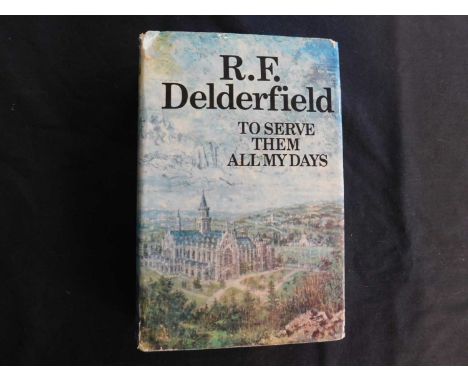 R.F.
Delderfield
TO SERVE
THEM
ALL MY DAYS